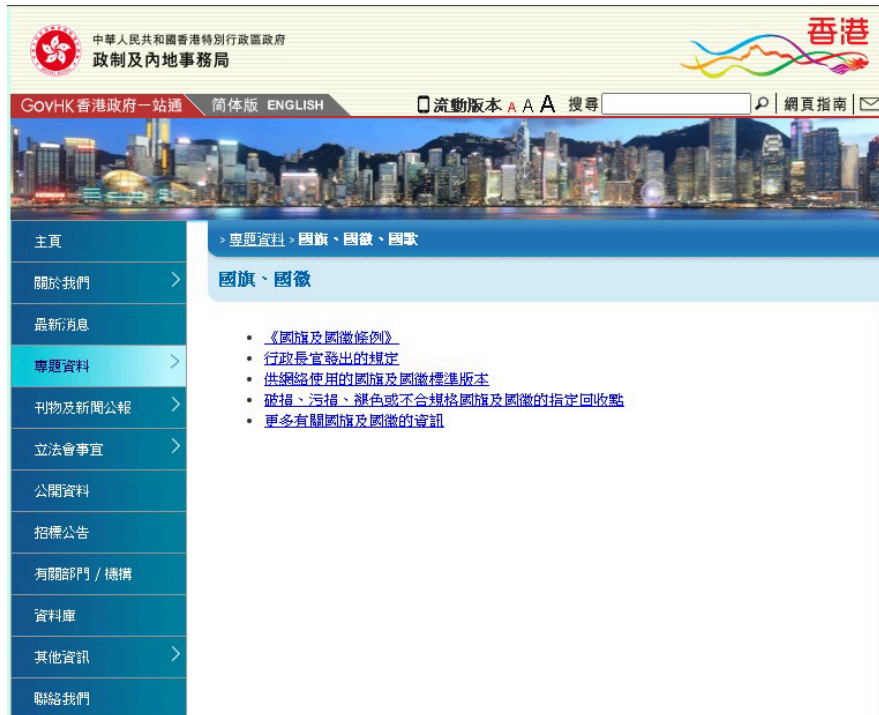 中華人民共和國香港特別行政區政府
政制及內地事務局
香港
GOVHK香港政府一站通
简体版 ENGLISH
流動版本 A A A 搜尋
網頁指南
主頁
關於我們
最新消息
專題資料
刊物及新聞公報
立法會事宜
公開資料
招標公告
有關部門 / 機構
資料庫
其他資訊
聯絡我們
> 專題資料 > 國旗、國徽、國歌
國旗、國徽
• 《國旗及國徽條例》
• 行政長官發出的規定
• 供網絡使用的國旗及國徽標準版本
• 破損、污損、褪色或不合規格國旗及國徽的指定回收點
• 更多有關國旗及國徽的資訊